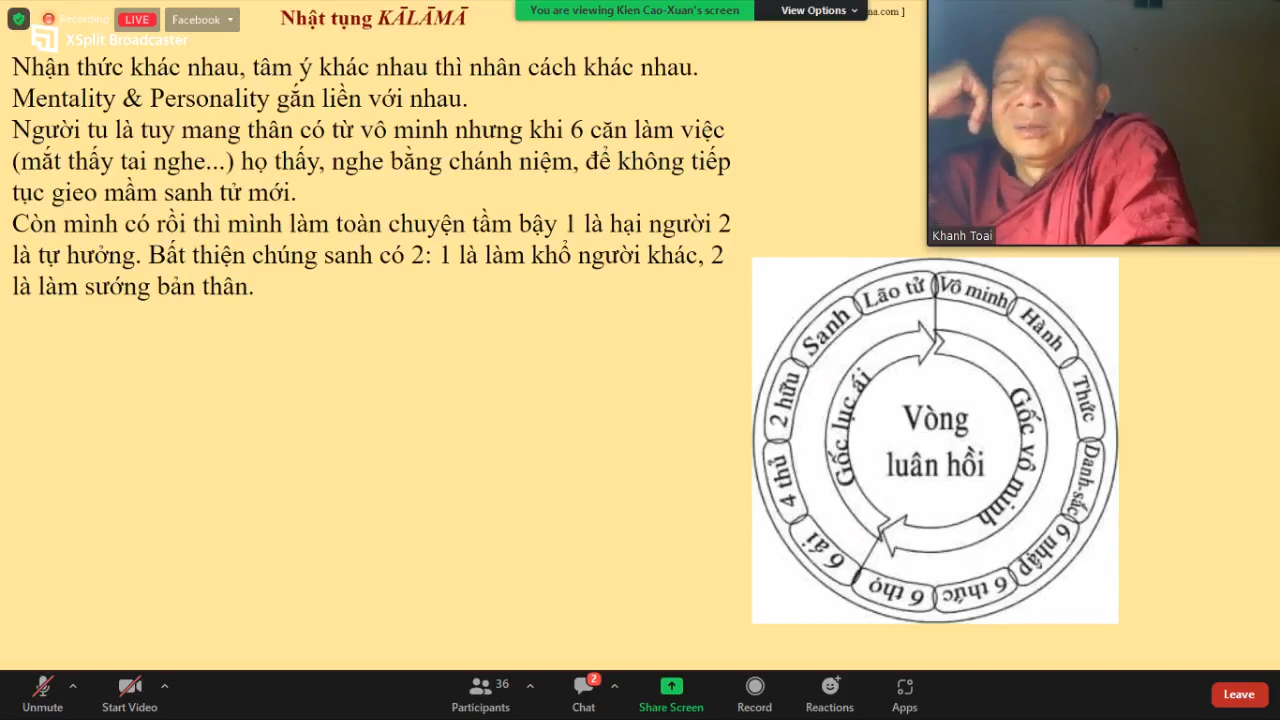 Recording
LIVE
Facebook
XSplit Broadcaster
Nhật tụng KĀLĀMĀ
You are viewing Kien Cao-Xuan's screen
View Options
na.com ]
Nhận thức khác nhau, tâm ý khác nhau thì nhân cách khác nhau.
Mentality & Personality gắn liền với nhau.
Người tu là tuy mang thân có từ vô minh nhưng khi 6 căn làm việc
(mắt thấy tai nghe...) họ thấy, nghe bằng chánh niệm, để không tiếp
tục gieo mầm sanh tử mới.
Còn mình có rồi thì mình làm toàn chuyện tầm bậy 1 là hại người 2
là tự hưởng. Bất thiện chúng sanh có 2: 1 là làm khổ người khác, 2
là làm sướng bản thân.
Khanh Toai
Vô minh
Hành
Thức
Danh-sắc
6 nhập
6 thức
6 thọ
6 ái
4 thủ
2 hữu
Sanh
Lão tử
Gốc vô minh
Gốc lục ái
Vòng
luân hồi
Unmute
Start Video
Participants
36
Chat
2
Share Screen
Record
Reactions
Apps
Leave